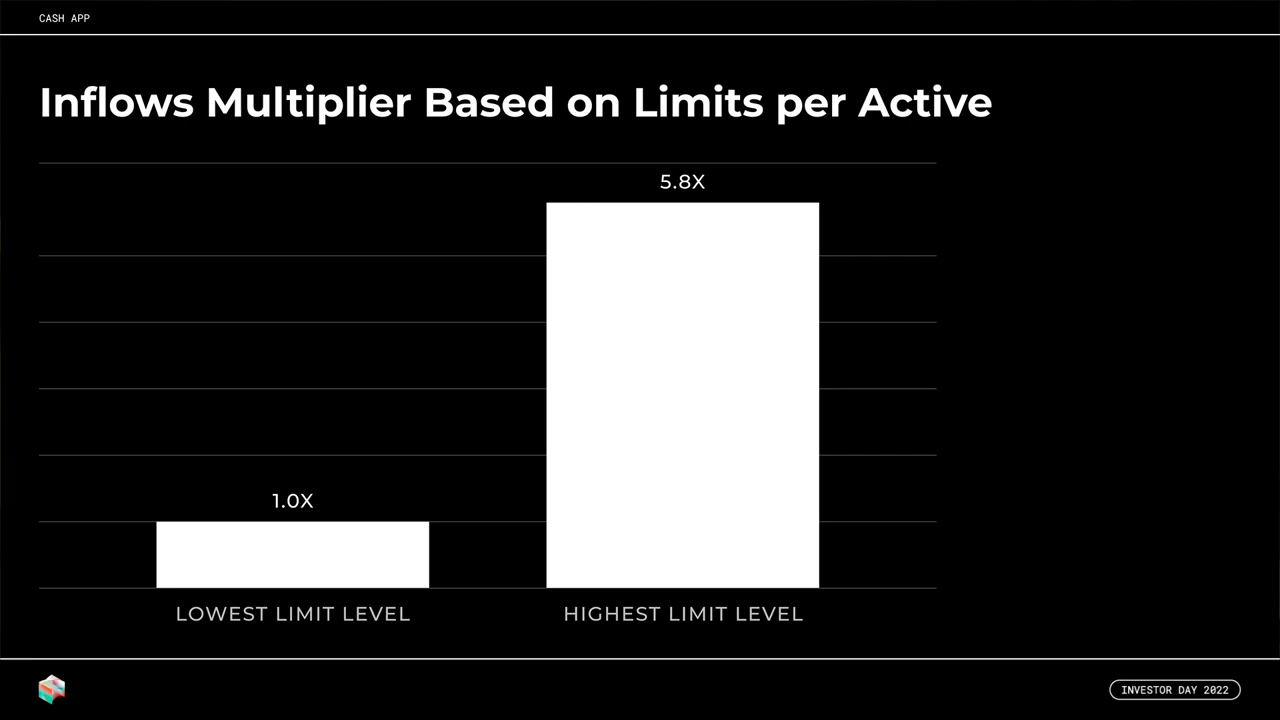 CASH APP
Inflows Multiplier Based on Limits per Active
5.8X
1.0X
LOWEST LIMIT LEVEL
HIGHEST LIMIT LEVEL
INVESTOR DAY 2022